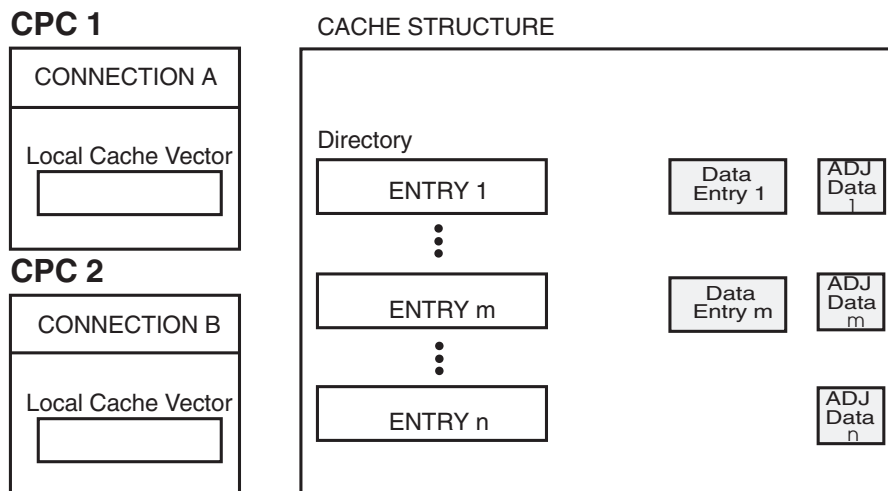 CPC 1
CONNECTION A
Local Cache Vector
CPC 2
CONNECTION B
Local Cache Vector
CACHE STRUCTURE
Directory
ENTRY 1
Data
Entry 1
ADJ
Data
1
ENTRY m
Data
Entry m
ADJ
Data
m
ENTRY n
ADJ
Data
n